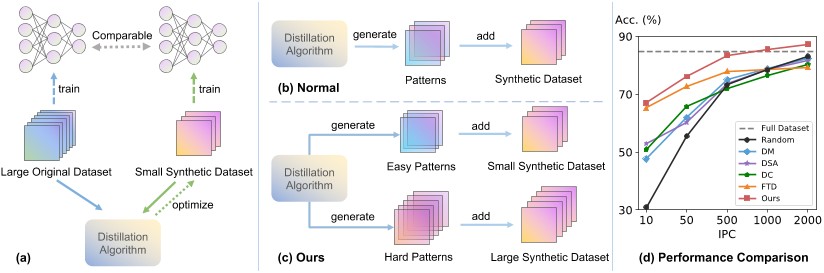 Comparable
train
train
Large Original Dataset
Small Synthetic Dataset
optimize
Distillation
Algorithm
(a)
Distillation
Algorithm
generate
add
Patterns
Synthetic Dataset
(b) Normal
generate
add
Easy Patterns
Small Synthetic Dataset
Distillation
Algorithm
generate
add
Hard Patterns
Large Synthetic Dataset
(c) Ours
Acc. (%)
90
70
50
30
10
50
500
1000
2000
IPC
Full Dataset
Random
DM
DSA
DC
FTD
Ours
(d) Performance Comparison